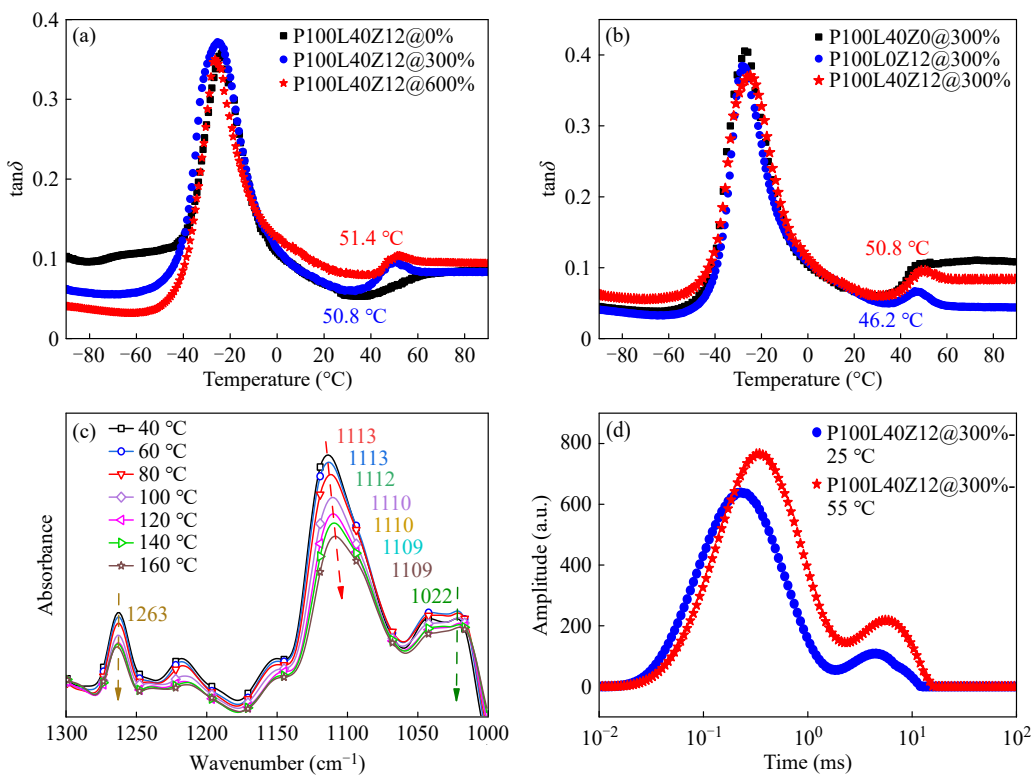 (a)
P100L40Z12@0%
P100L40Z12@300%
P100L40Z12@600%
0.4
0.3
0.2
0.1
0
tanδ
51.4 ℃
50.8 ℃
−80 −60 −40 −20 0 20 40 60 80
Temperature (°C)
(b)
P100L40Z0@300%
P100L0Z12@300%
P100L40Z12@300%
0.4
0.3
0.2
0.1
0
tanδ
50.8 ℃
46.2 ℃
−80 −60 −40 −20 0 20 40 60 80
Temperature (°C)
(c)
40 ℃
60 ℃
80 ℃
100 ℃
120 ℃
140 ℃
160 ℃
1113
1113
1112
1110
1110
1109
1109
1263
1022
Absorbance
1300 1250 1200 1150 1100 1050 1000
Wavenumber (cm⁻¹)
(d)
P100L40Z12@300%-
25 ℃
P100L40Z12@300%-
55 ℃
800
600
400
200
0
Amplitude (a.u.)
10⁻² 10⁻¹ 10⁰ 10¹ 10²
Time (ms)